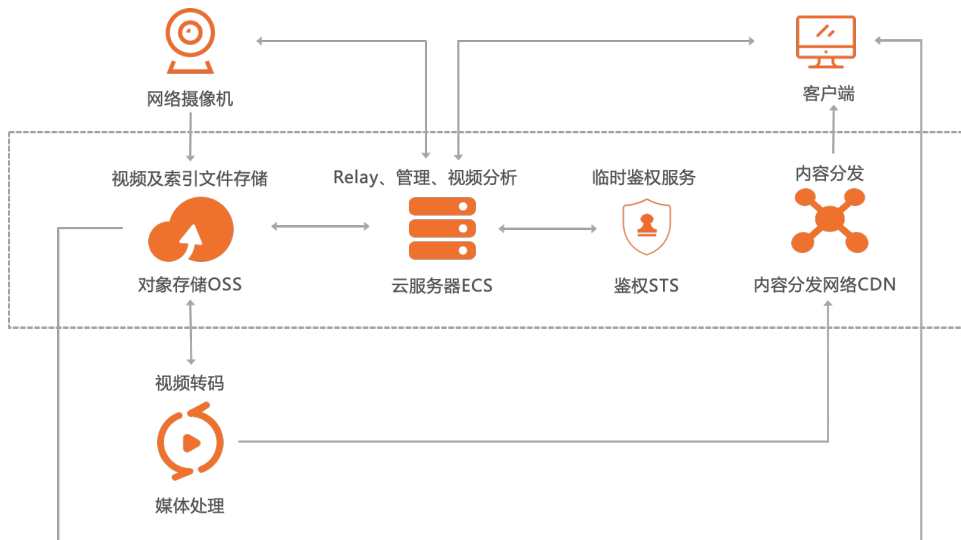 网络摄像机
客户端
视频及索引文件存储
Relay、管理、视频分析
临时鉴权服务
内容分发
对象存储OSS
云服务器ECS
鉴权STS
内容分发网络CDN
视频转码
媒体处理